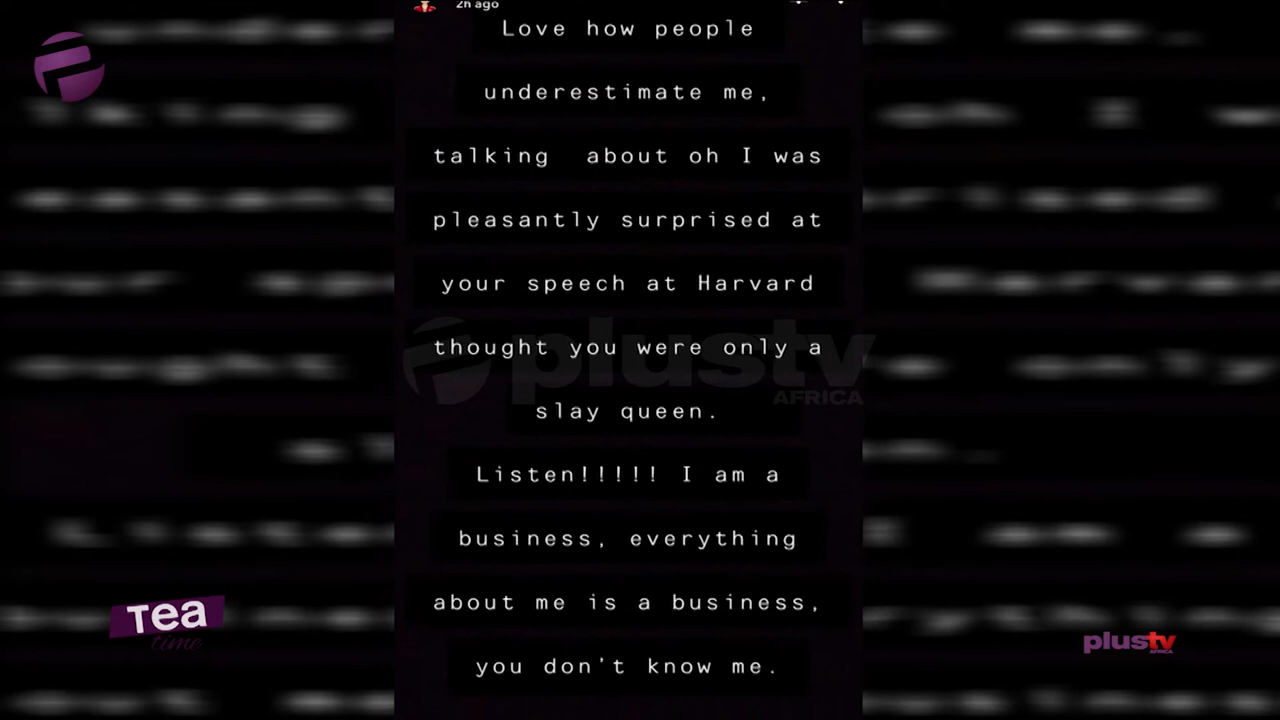 2h ago
Love how people
underestimate me,
talking about oh I was
pleasantly surprised at
your speech at Harvard
thought you were only a
slay queen.
Listen!!!!! I am a
business, everything
about me is a business,
you don't know me.
plustv
AFRICA
Tea
time
plustv
AFRICA